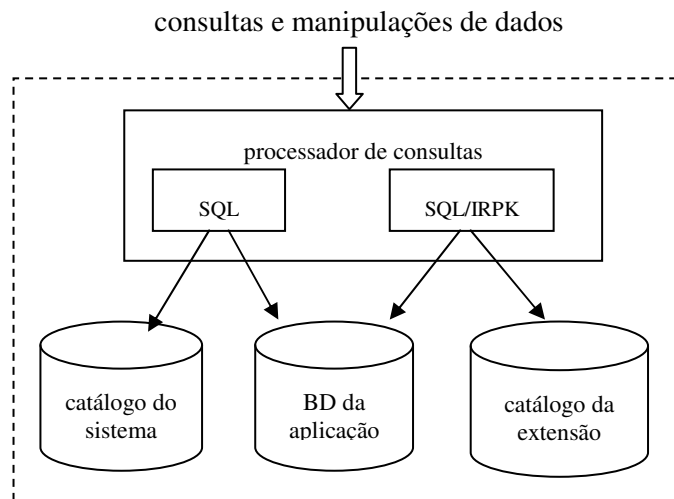 consultas e manipulações de dados
processador de consultas
SQL
SQL/IRPK
catálogo do
sistema
BD da
aplicação
catálogo da
extensão